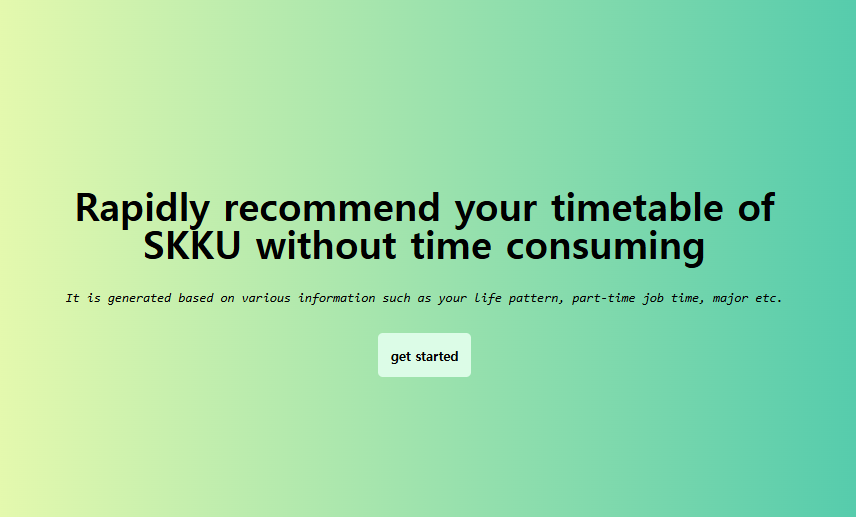 Rapidly recommend your timetable of
SKKU without time consuming
It is generated based on various information such as your life pattern, part-time job time, major etc.
get started